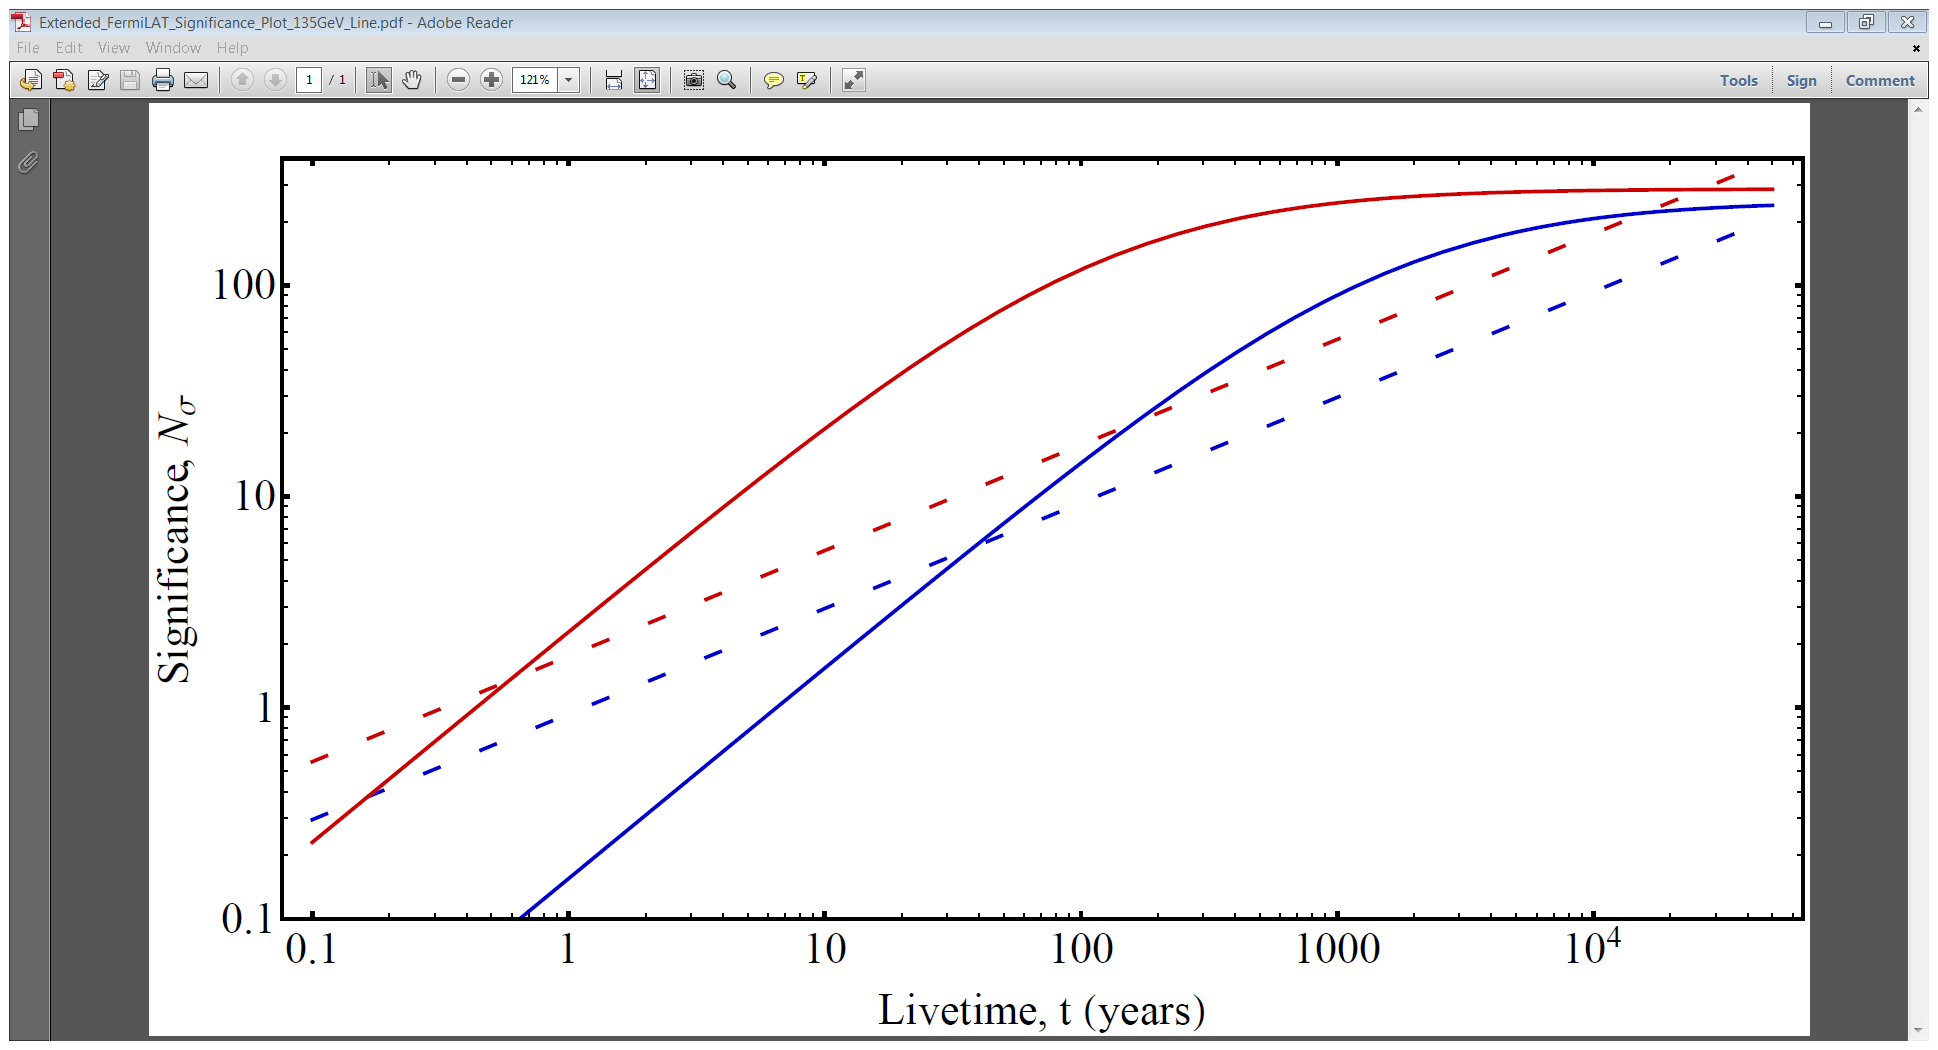 Extended_FermiLAT_Significance_Plot_135GeV_Line.pdf - Adobe Reader
File Edit View Window Help
1 / 1 121% Tools Sign Comment
100
10
1
0.1
Significance, Nσ
0.1 1 10 100 1000 10⁴
Livetime, t (years)